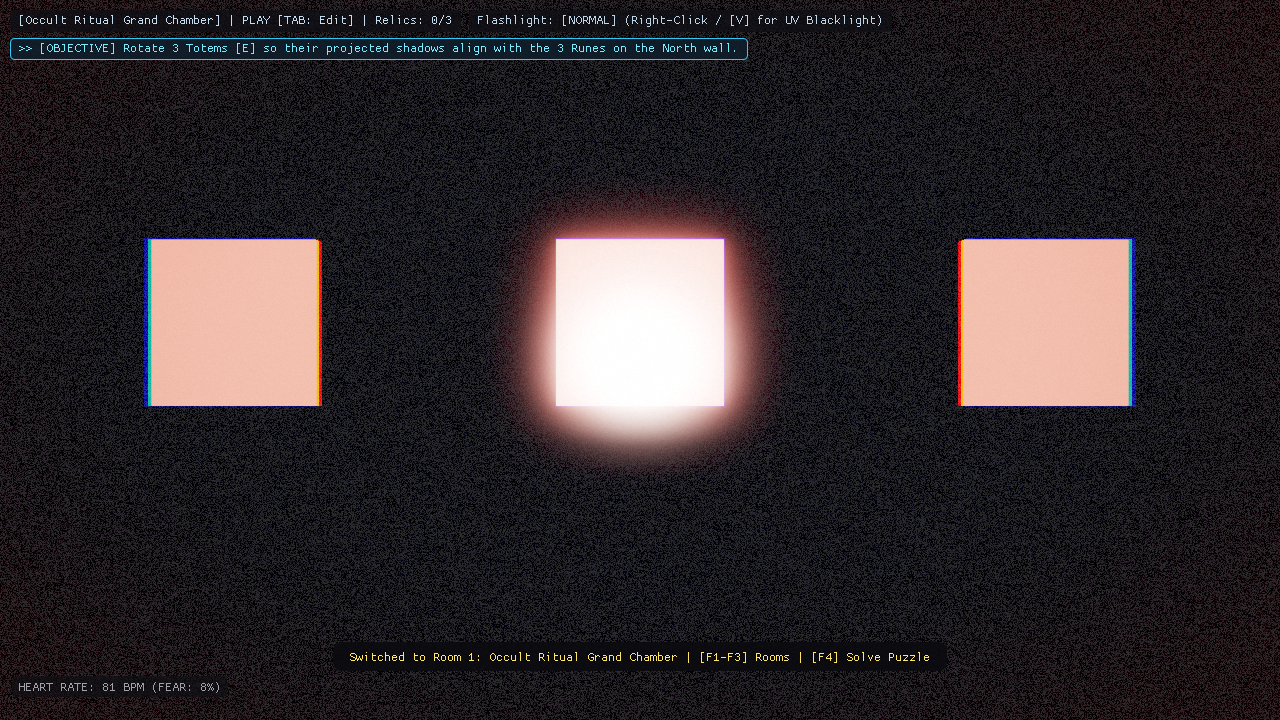 [Occult Ritual Grand Chamber] | PLAY [TAB: Edit] | Relics: 0/3 | Flashlight: [NORMAL] (Right-Click / [V] for UV Blacklight)
>> [OBJECTIVE] Rotate 3 Totems [E] so their projected shadows align with the 3 Runes on the North wall.
Switched to Room 1: Occult Ritual Grand Chamber | [F1-F3] Rooms | [F4] Solve Puzzle
HEART RATE: 81 BPM (FEAR: 8%)